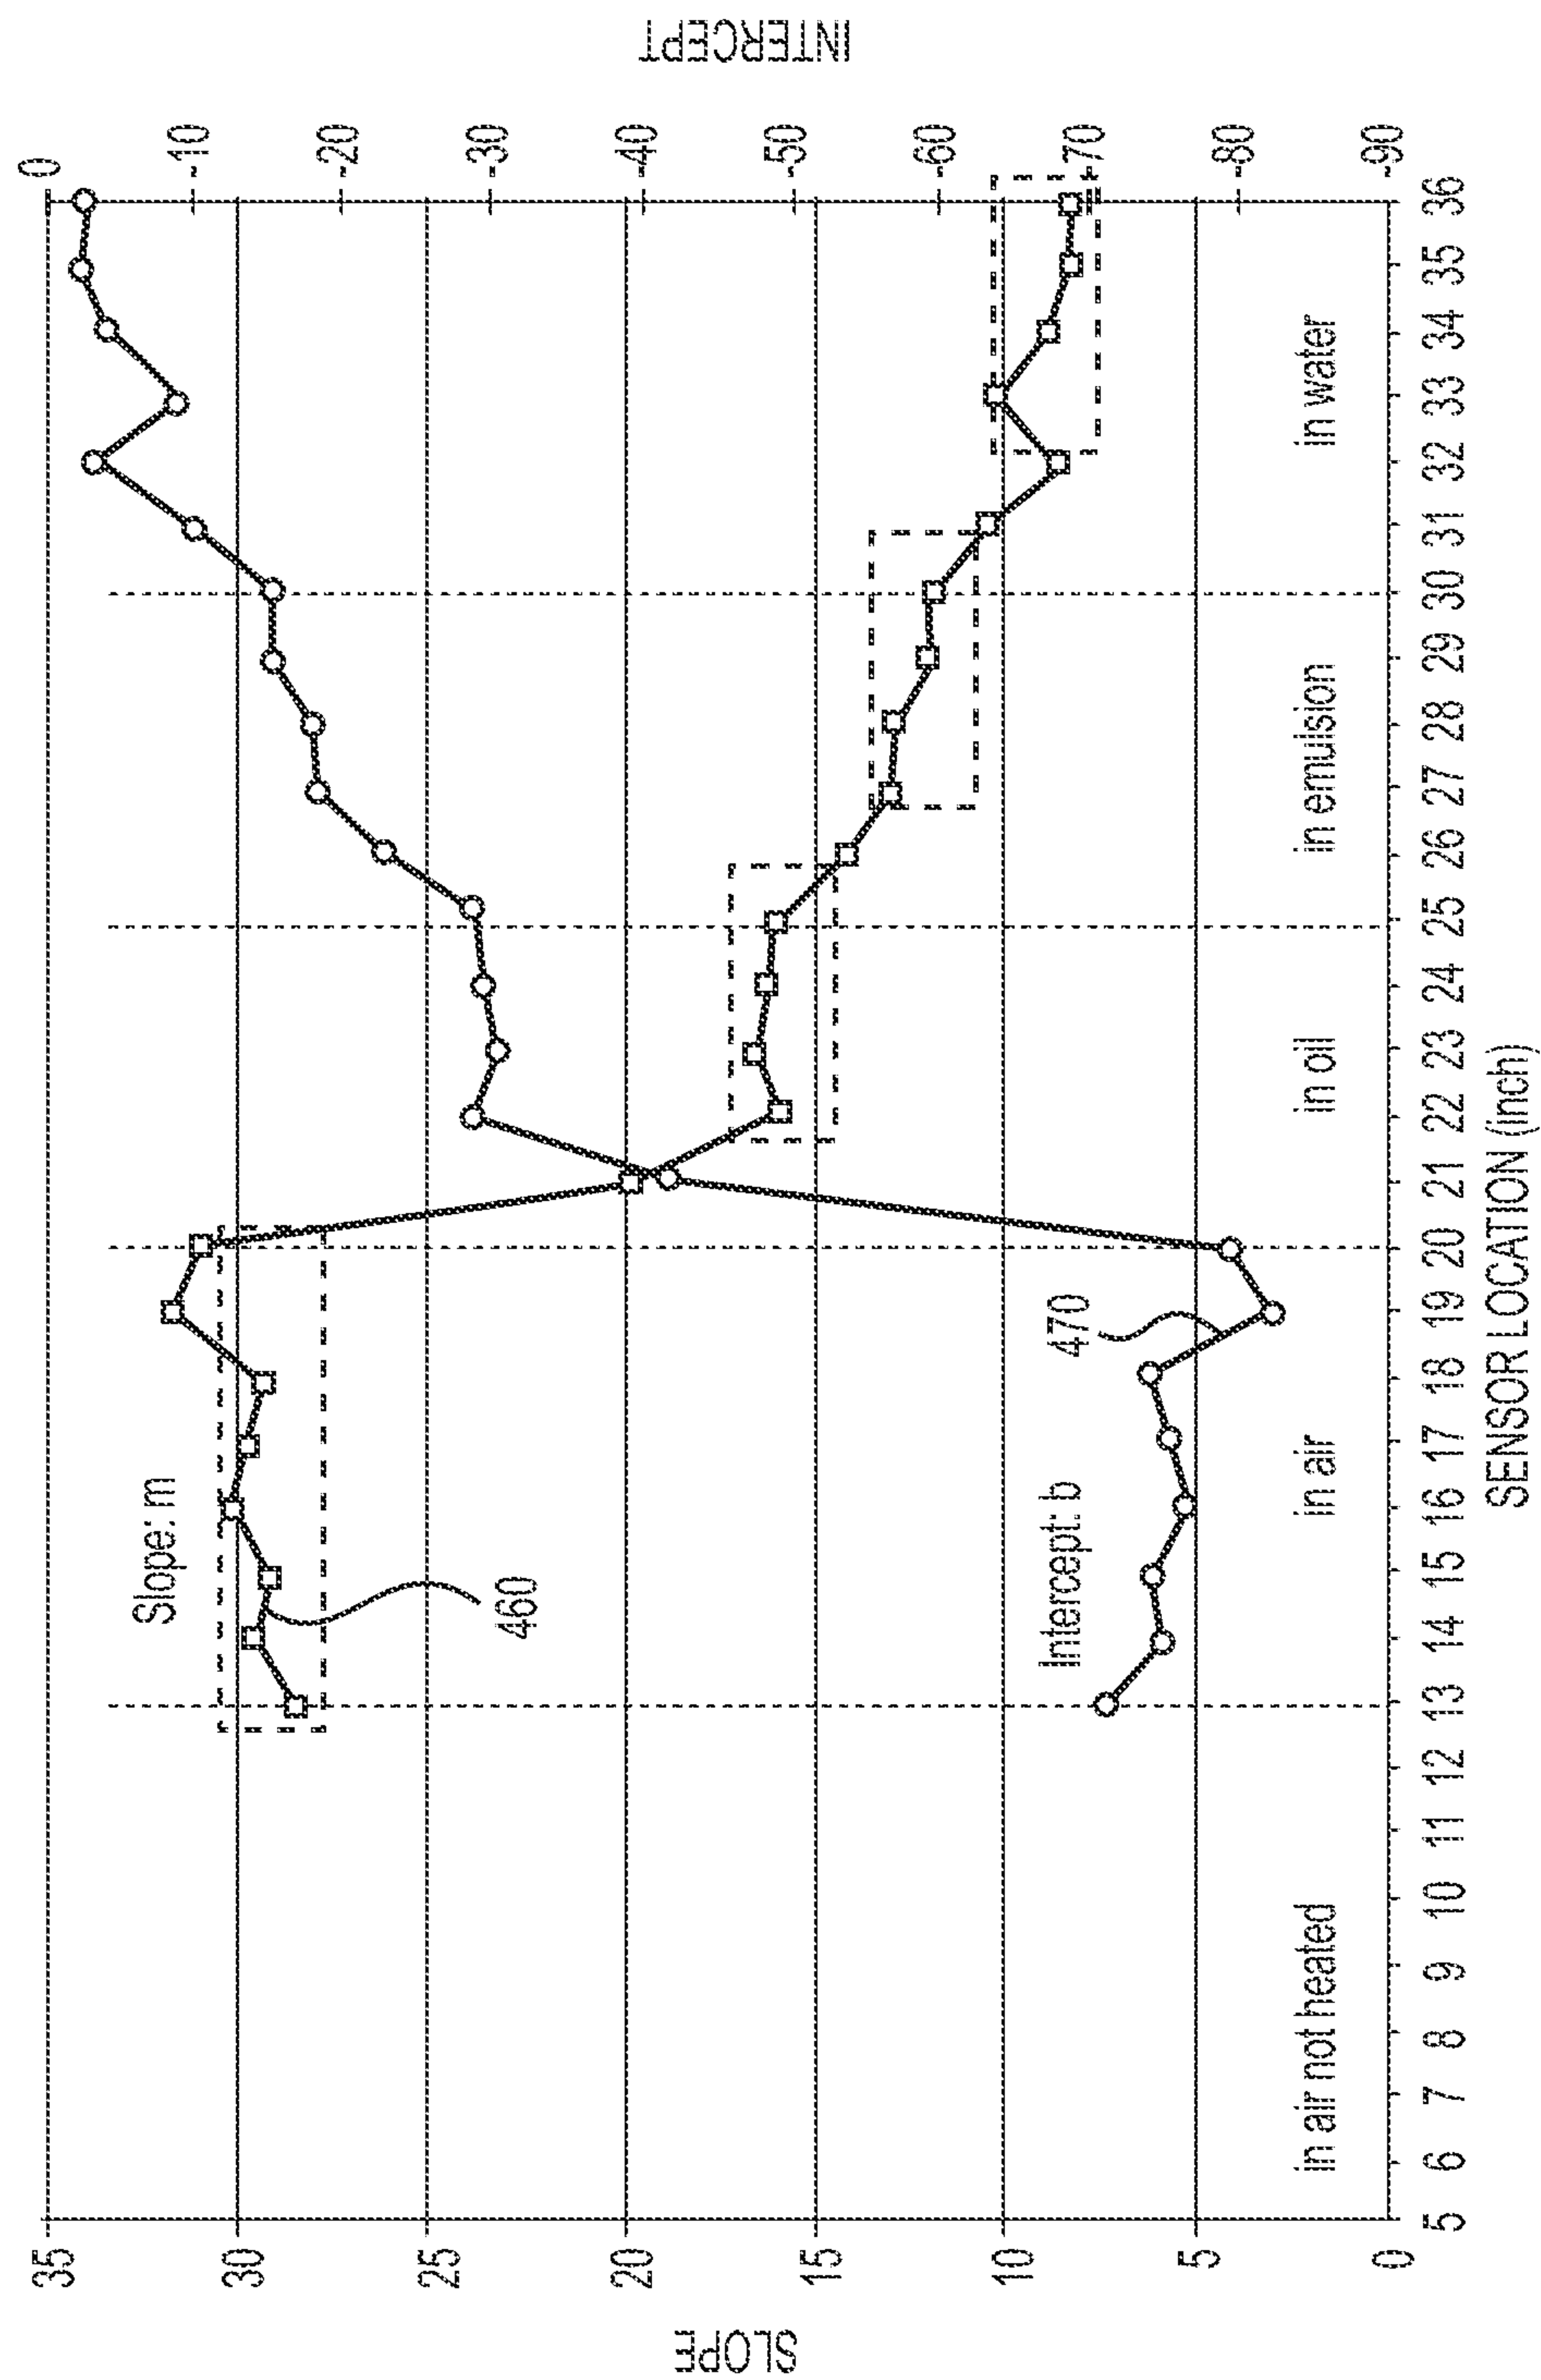 SLOPE
35
30
25
20
15
10
5
0
INTERCEPT
0
-10
-20
-30
-40
-50
-60
-70
-80
-90
Slope: m
460
Intercept: b
470
in air not heated
in air
in oil
in emulsion
in water
5 6 7 8 9 10 11 12 13 14 15 16 17 18 19 20 21 22 23 24 25 26 27 28 29 30 31 32 33 34 35 36
SENSOR LOCATION (inch)